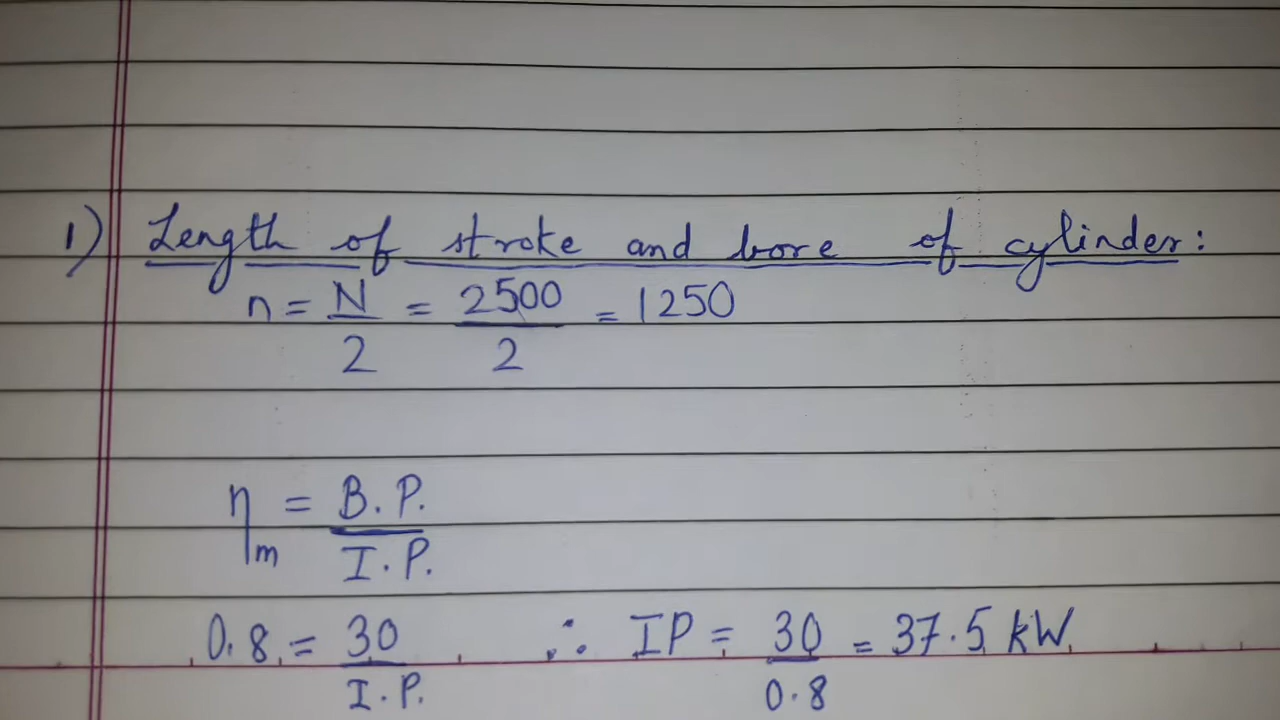 1) Length of stroke and bore of cylinder:
n = N/2 = 2500/2 = 1250
η_m = B.P./I.P.
0.8 = 30/I.P. ∴ IP = 30/0.8 = 37.5 kW